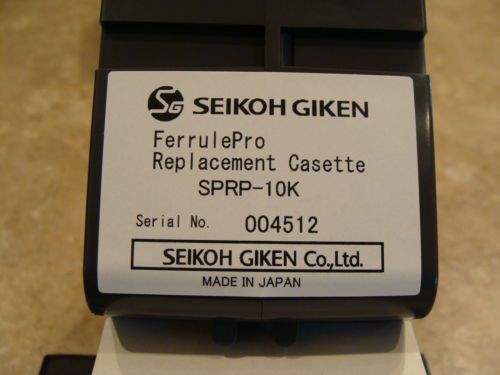 SG SEIKOH GIKEN
FerrulePro
Replacement Casette
SPRP-10K
Serial No. 004512
SEIKOH GIKEN Co.,Ltd.
MADE IN JAPAN